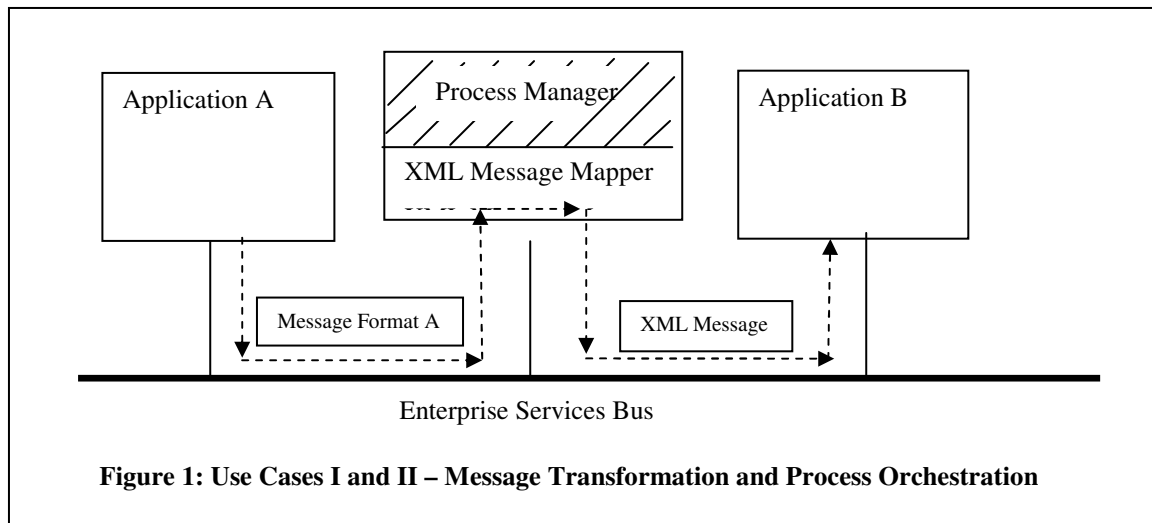 Application A
Process Manager
Application B
XML Message Mapper
Message Format A
XML Message
Enterprise Services Bus
Figure 1: Use Cases I and II – Message Transformation and Process Orchestration